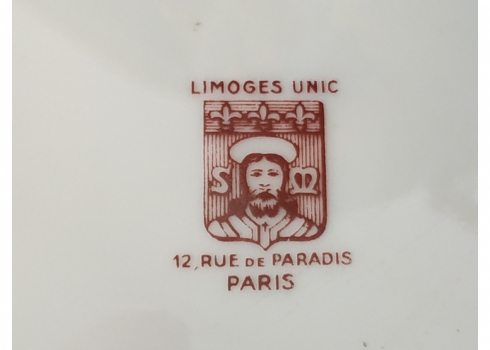 LIMOGES UNIC
S M
12, RUE DE PARADIS
PARIS